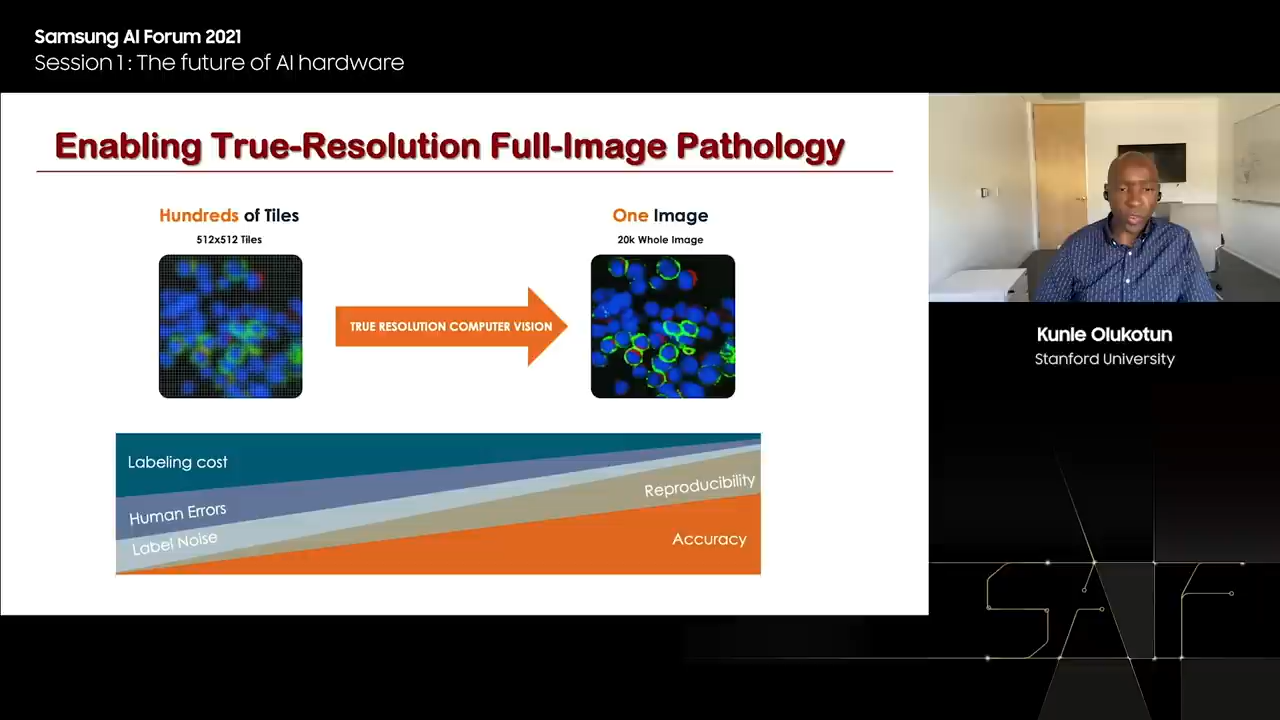 Samsung AI Forum 2021
Session 1 : The future of AI hardware
Enabling True-Resolution Full-Image Pathology
Hundreds of Tiles
512x512 Tiles
One Image
20k Whole Image
TRUE RESOLUTION COMPUTER VISION
Labeling cost
Human Errors
Label Noise
Reproducibility
Accuracy
Kunle Olukotun
Stanford University
SAF